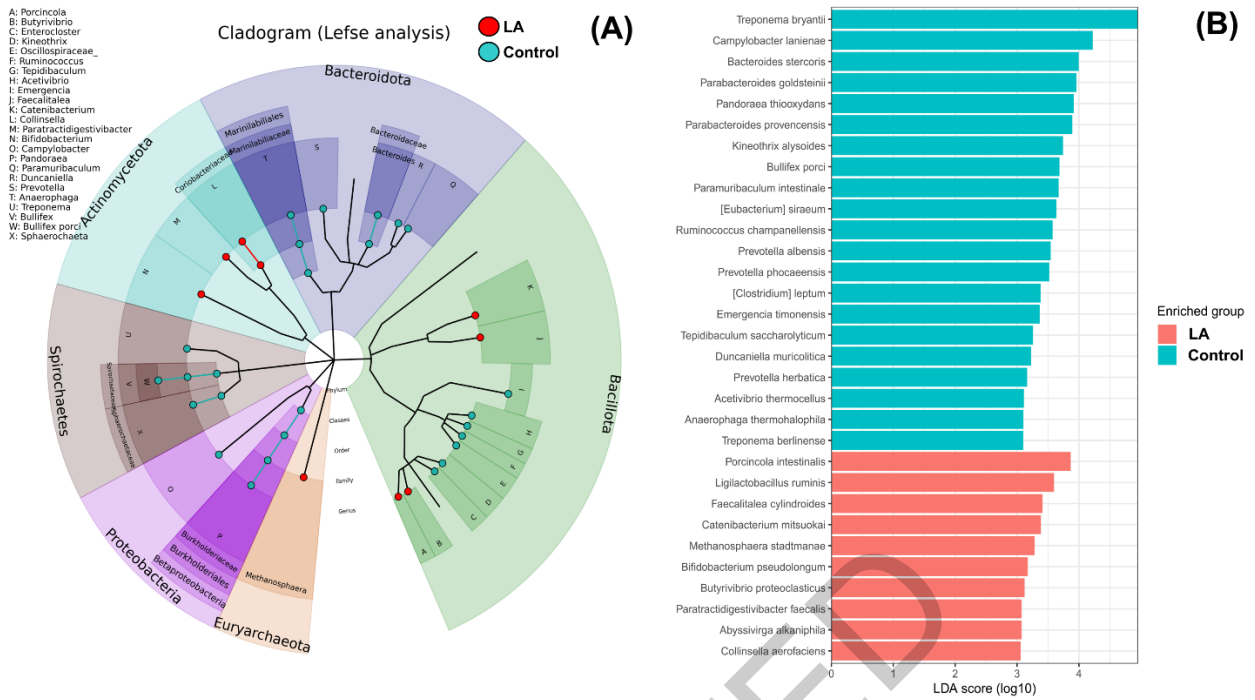 A: Porcincola
B: Butyrivibrio
C: Enterocloster
D: Kineothrix
E: Oscillospiraceae_
F: Ruminococcus
G: Tepidibaculum
H: Acetivibrio
I: Emergencia
J: Faecalitalea
K: Catenibacterium
L: Collinsella
M: Paratractidigestivibacter
N: Bifidobacterium
O: Campylobacter
P: Pandoraea
Q: Paramuribaculum
R: Duncaniella
S: Prevotella
T: Anaerophaga
U: Treponema
V: Bullifex
W: Bullifex porci
X: Sphaerochaeta
Cladogram (Lefse analysis)
LA
Control
(A)
Bacteroidota
Actinomycetota
Spirochaetes
Proteobacteria
Euryarchaeota
Bacillota
Marinilabiliales
Marinilabiliaceae
T
S
Bacteroidaceae
Bacteroides
R
Q
Coriobacteriaceae
L
M
N
U
V
W
X
Spirochaetaceae
Sphaerochaetaceae
O
P
Burkholderiaceae
Burkholderiales
Betaproteobacteria
Methanosphaera
Phylum
Classes
Order
Family
Genus
K
J
I
H
G
F
E
D
C
B
A
(B)
Treponema bryantii
Campylobacter lanienae
Bacteroides stercoris
Parabacteroides goldsteinii
Pandoraea thiooxydans
Parabacteroides provencensis
Kineothrix alysoides
Bullifex porci
Paramuribaculum intestinale
[Eubacterium] siraeum
Ruminococcus champanellensis
Prevotella albensis
Prevotella phocaeensis
[Clostridium] leptum
Emergencia timonensis
Tepidibaculum saccharolyticum
Duncaniella muricolitica
Prevotella herbatica
Acetivibrio thermocellus
Anaerophaga thermohalophila
Treponema berlinense
Porcincola intestinalis
Ligilactobacillus ruminis
Faecalitalea cylindroides
Catenibacterium mitsuokai
Methanosphaera stadtmanae
Bifidobacterium pseudolongum
Butyrivibrio proteoclasticus
Paratractidigestivibacter faecalis
Abyssivirga alkaniphila
Collinsella aerofaciens
0 1 2 3 4
LDA score (log10)
Enriched group
LA
Control